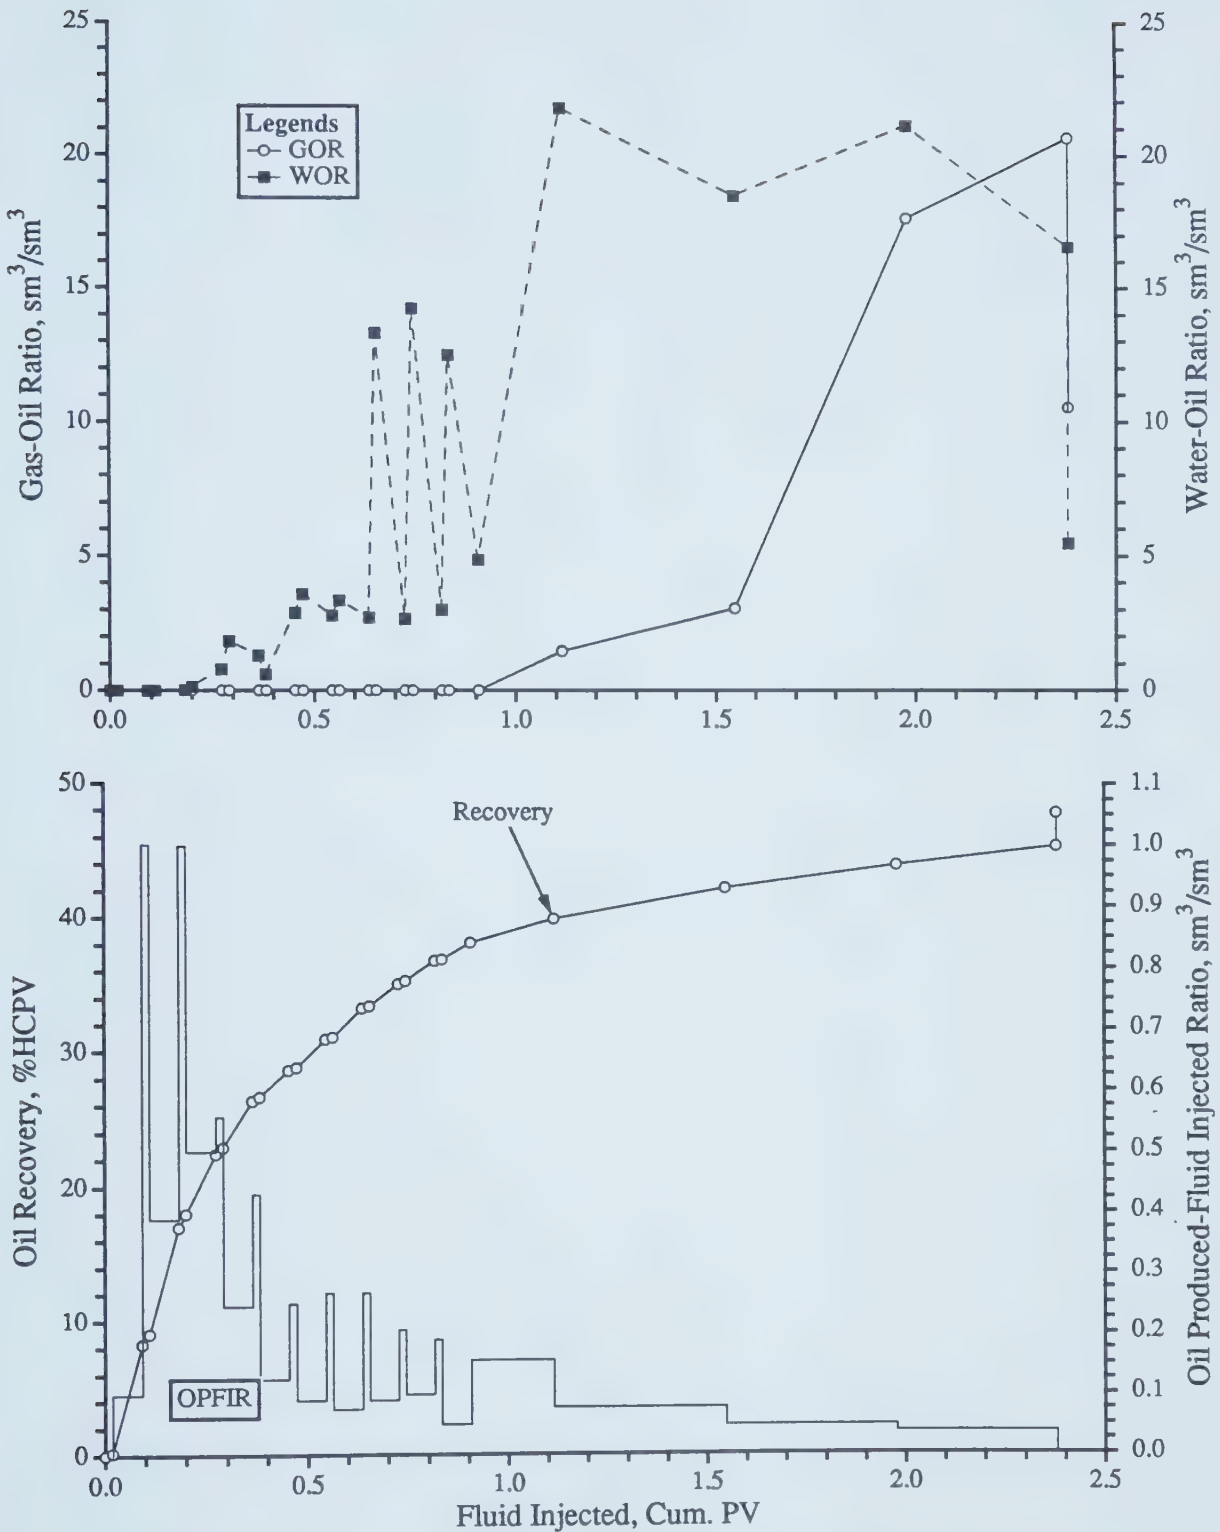 25
20
15
10
5
0
Gas-Oil Ratio, sm³/sm³
Legends
GOR
WOR
25
20
15
10
5
0
Water-Oil Ratio, sm³/sm³
0.0 0.5 1.0 1.5 2.0 2.5
50
40
30
20
10
0
Oil Recovery, %HCPV
Recovery
OPFIR
1.1
1.0
0.9
0.8
0.7
0.6
0.5
0.4
0.3
0.2
0.1
0.0
Oil Produced-Fluid Injected Ratio, sm³/sm³
0.0 0.5 1.0 1.5 2.0 2.5
Fluid Injected, Cum. PV